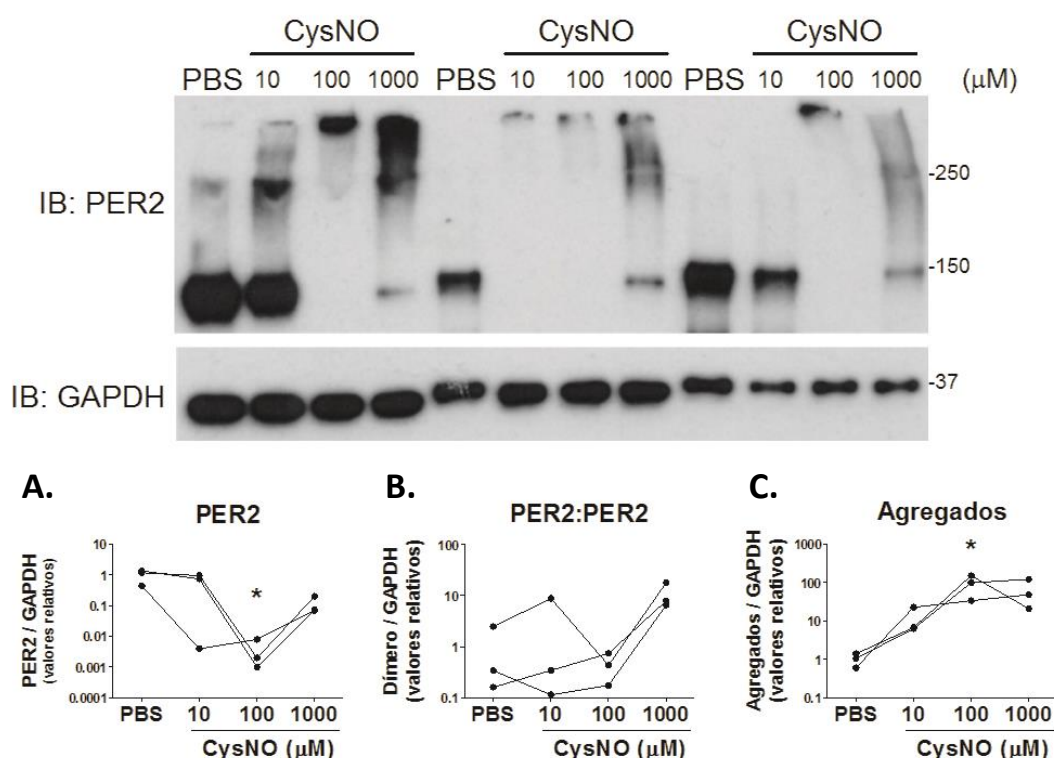 CysNO CysNO CysNO
PBS 10 100 1000 PBS 10 100 1000 PBS 10 100 1000 (µM)
IB: PER2
-250
-150
IB: GAPDH
-37
A.
PER2
PER2 / GAPDH
(valores relativos)
10
1
0.1
0.01
0.001
0.0001
*
PBS 10 100 1000
CysNO (µM)
B.
PER2:PER2
Dímero / GAPDH
(valores relativos)
100
10
1
0.1
PBS 10 100 1000
CysNO (µM)
C.
Agregados
Agregados / GAPDH
(valores relativos)
1000
100
10
1
0.1
*
PBS 10 100 1000
CysNO (µM)